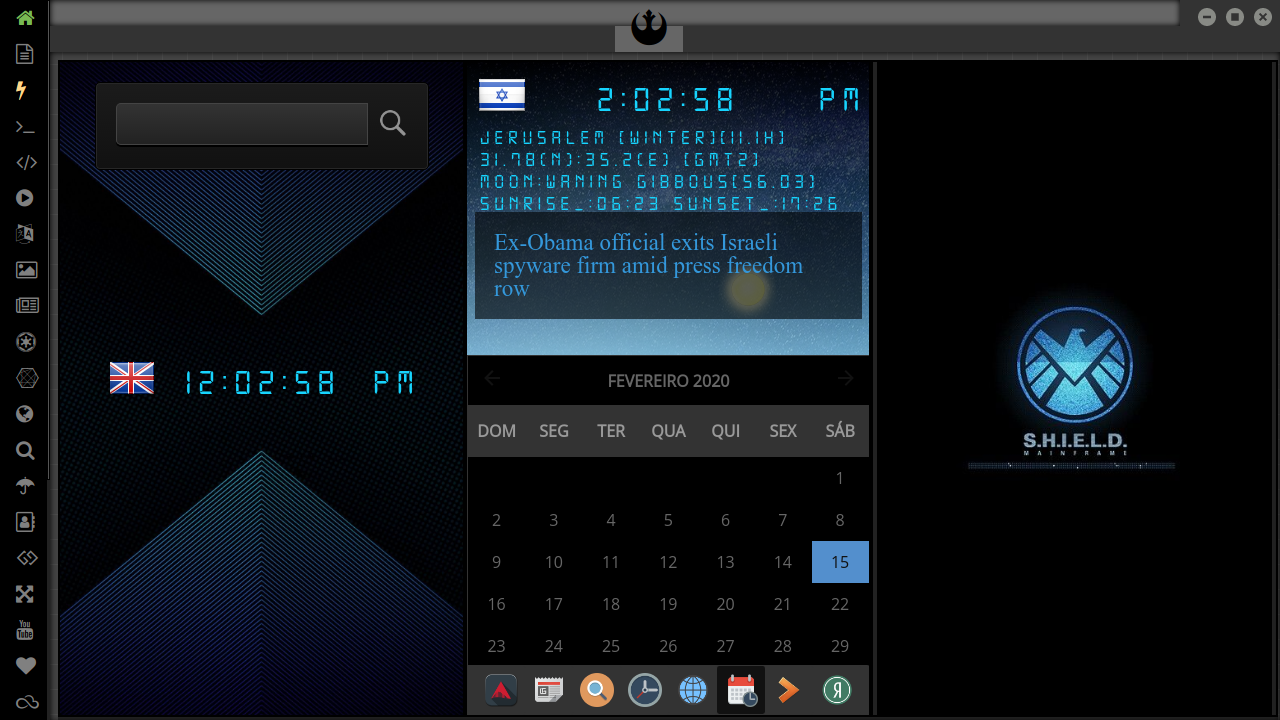 2:02:58 PM
JERUSALEM [WINTER][11.1H]
31.78(N):35.2(E) [GMT2]
MOON:WANING GIBBOUS[56.03]
SUNRISE_:06:23 SUNSET_:17:26
Ex-Obama official exits Israeli
spyware firm amid press freedom
row
12:02:58 PM
FEVEREIRO 2020
DOM SEG TER QUA QUI SEX SÁB
1
2 3 4 5 6 7 8
9 10 11 12 13 14 15
16 17 18 19 20 21 22
23 24 25 26 27 28 29
S.H.I.E.L.D.
MAINFRAME
You
Tube
Я